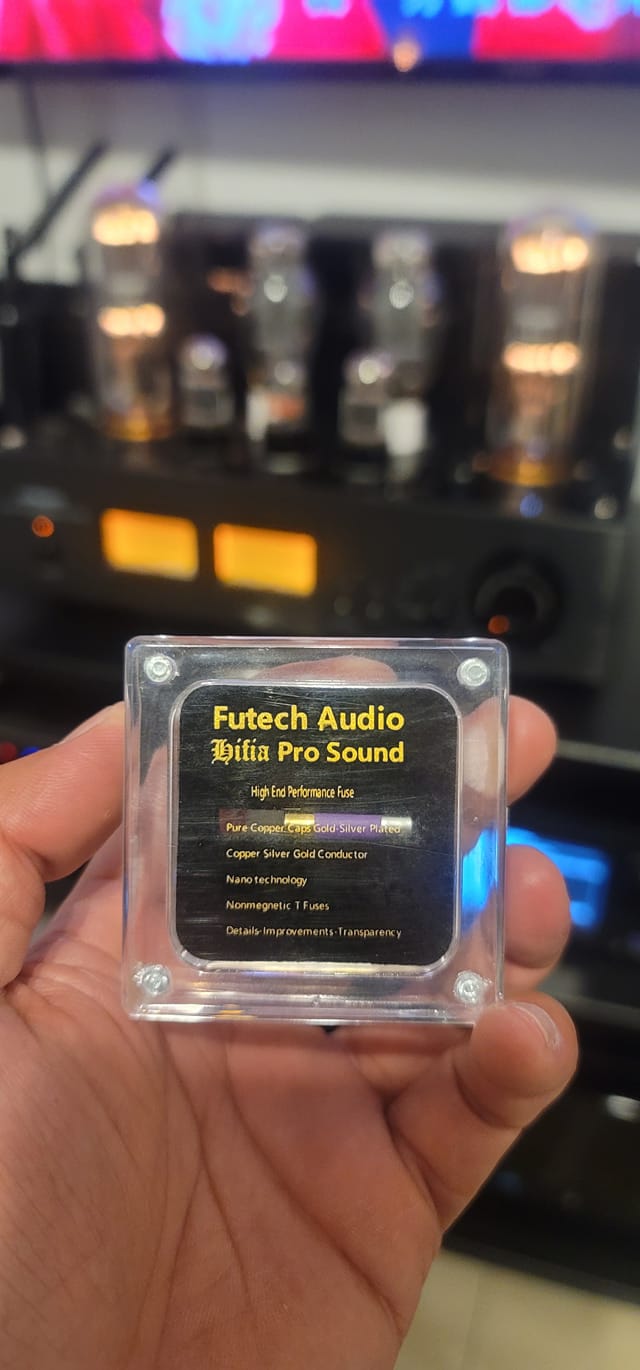 Futech Audio
Hifia Pro Sound
High End Performance Fuse
Pure Copper Caps Gold-Silver Plated
Copper Silver Gold Conductor
Nano technology
Nonmegnetic T Fuses
Details-Improvements-Transparency